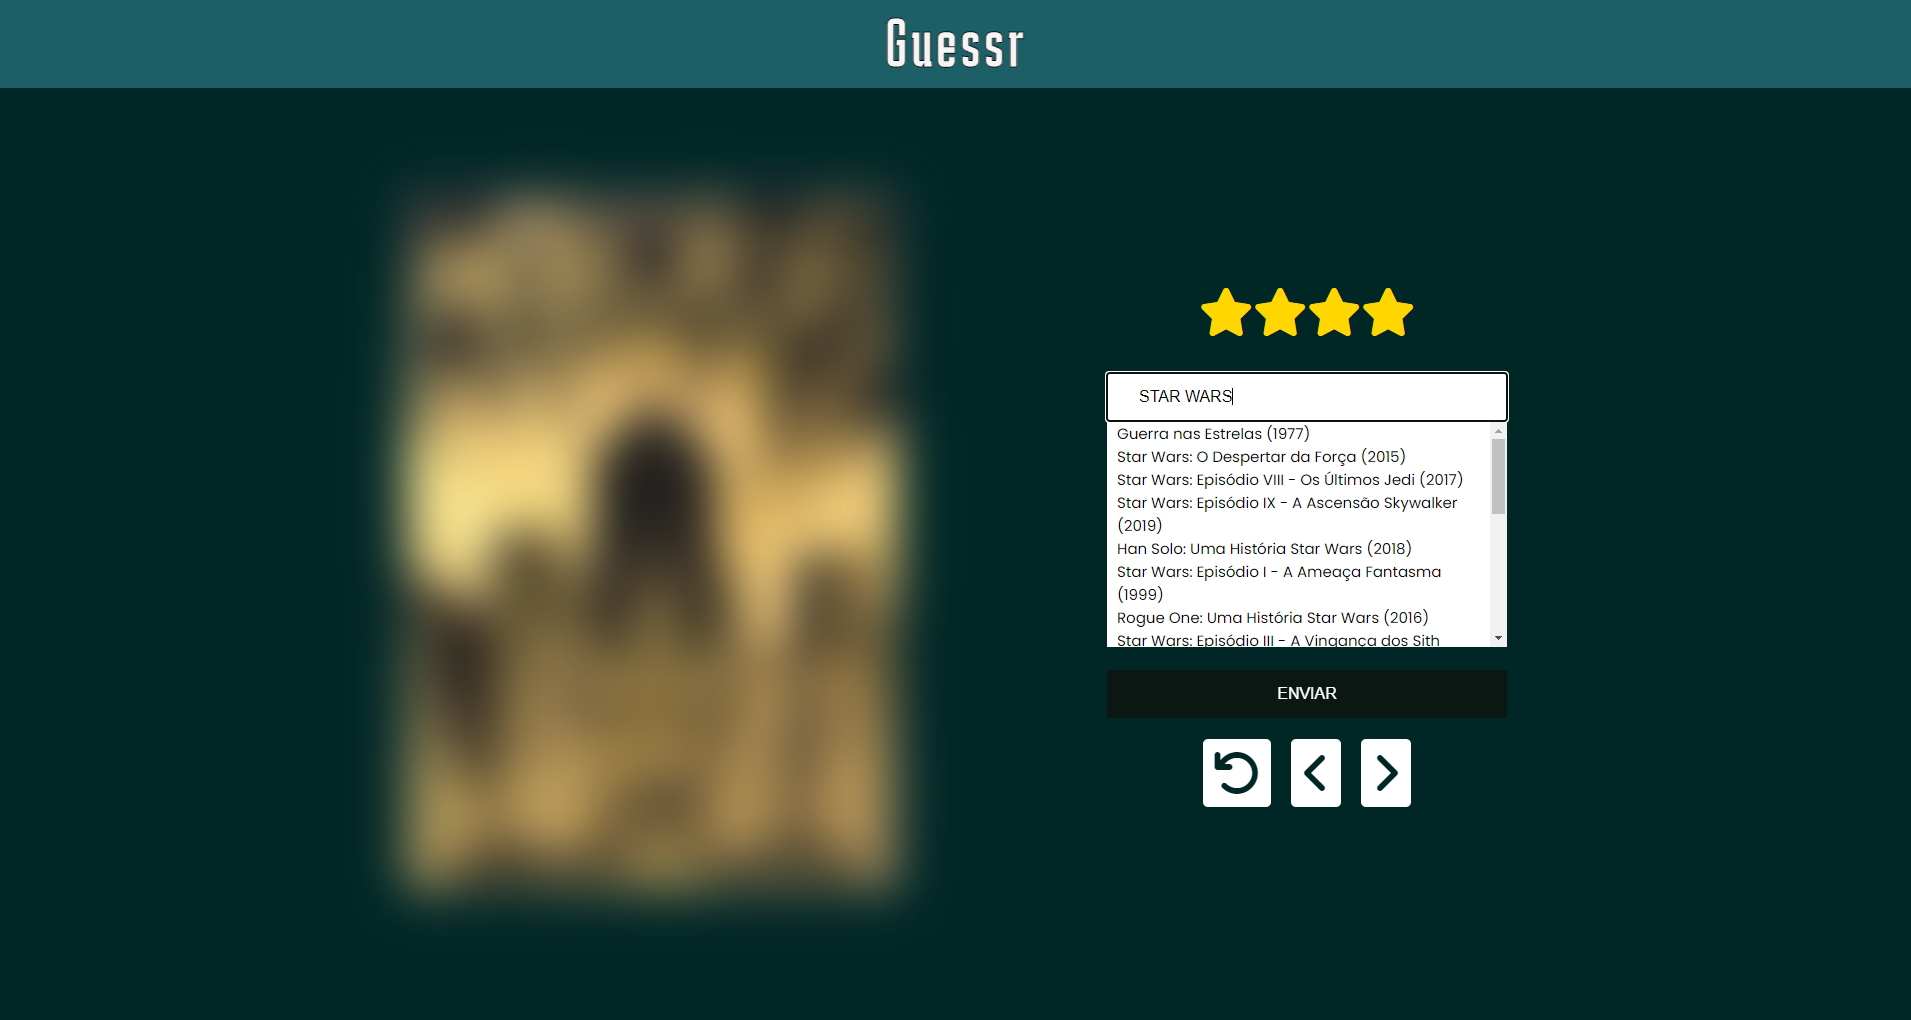 Guessr
STAR WARS
Guerra nas Estrelas (1977)
Star Wars: O Despertar da Força (2015)
Star Wars: Episódio VIII - Os Últimos Jedi (2017)
Star Wars: Episódio IX - A Ascensão Skywalker
(2019)
Han Solo: Uma História Star Wars (2018)
Star Wars: Episódio I - A Ameaça Fantasma
(1999)
Rogue One: Uma História Star Wars (2016)
Star Wars: Episódio III - A Vingança dos Sith
ENVIAR